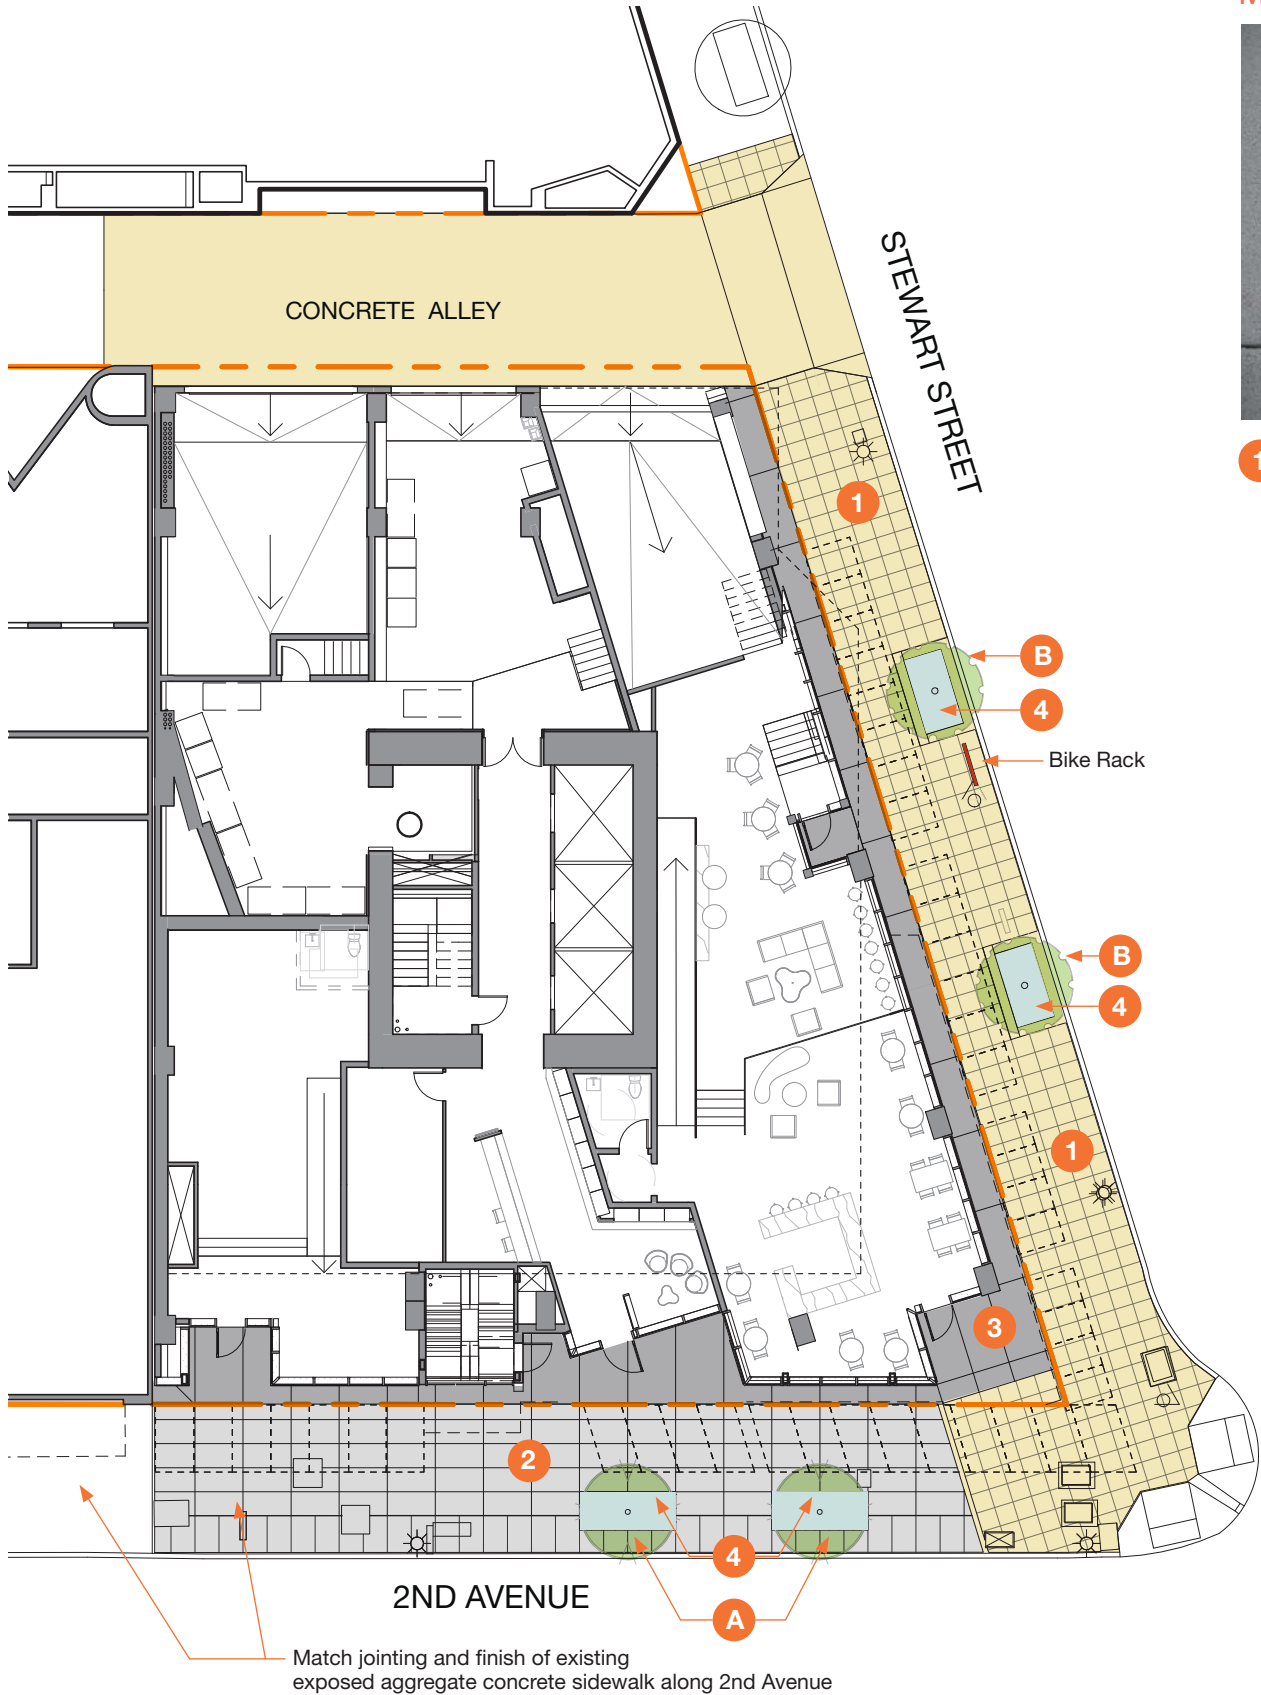 M
CONCRETE ALLEY
STEWART STREET
1
1
B
4
Bike Rack
B
4
1
3
2
4
A
2ND AVENUE
Match jointing and finish of existing
exposed aggregate concrete sidewalk along 2nd Avenue